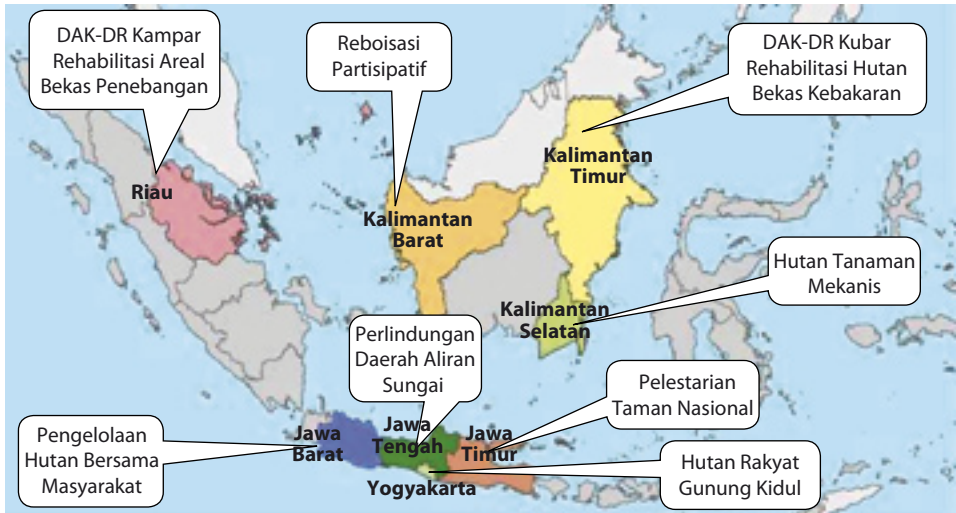 DAK-DR Kampar
Rehabilitasi Areal
Bekas Penebangan
Reboisasi
Partisipatif
DAK-DR Kubar
Rehabilitasi Hutan
Bekas Kebakaran
Riau
Kalimantan
Barat
Kalimantan
Timur
Kalimantan
Selatan
Hutan Tanaman
Mekanis
Perlindungan
Daerah Aliran
Sungai
Pelestarian
Taman Nasional
Pengelolaan
Hutan Bersama
Masyarakat
Jawa
Barat
Jawa
Tengah
Jawa
Timur
Yogyakarta
Hutan Rakyat
Gunung Kidul